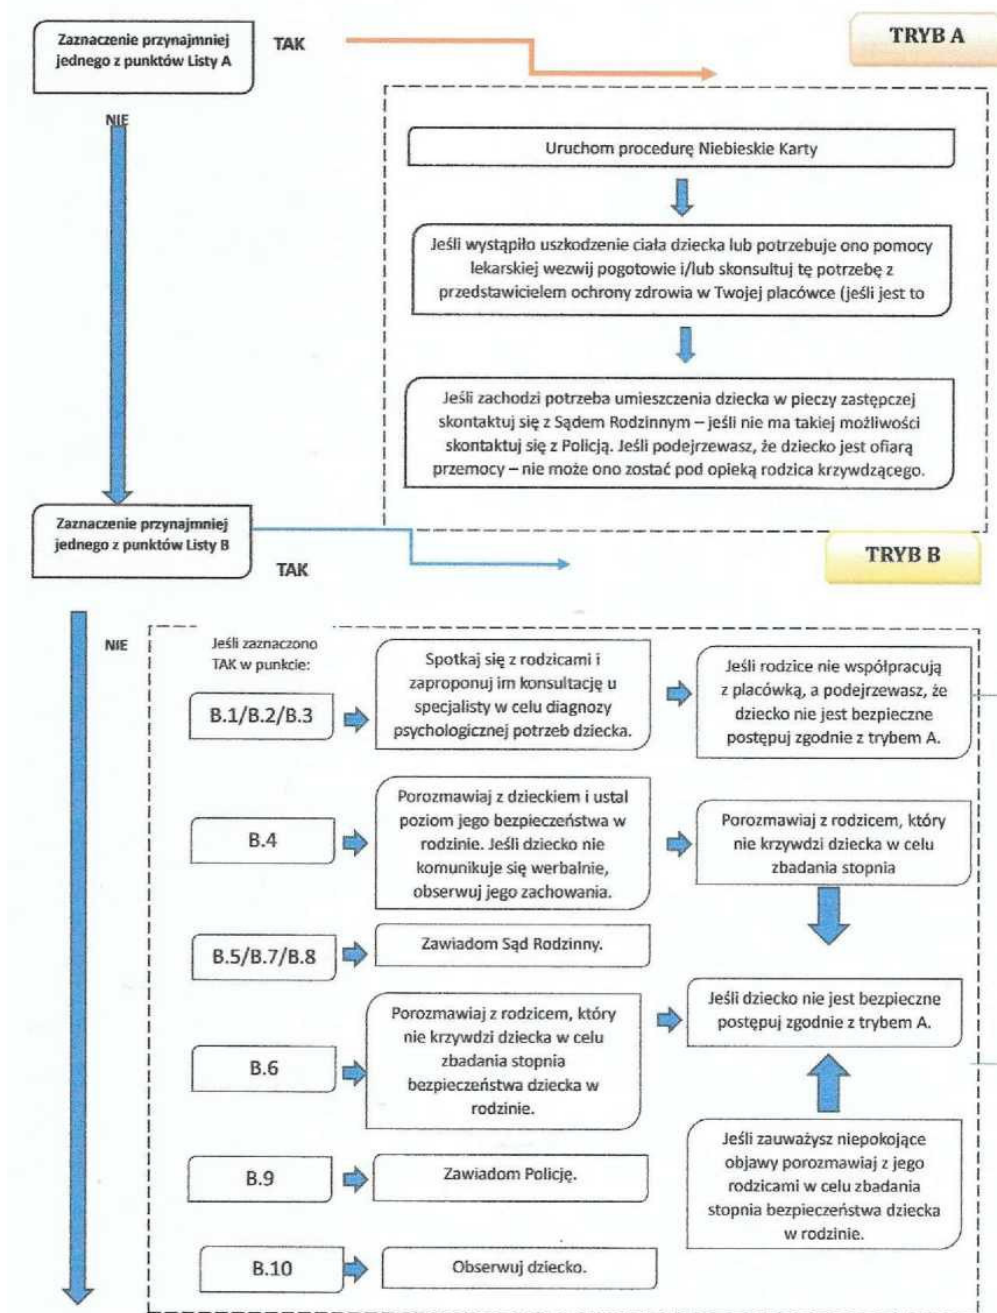 Zaznaczenie przynajmniej
jednego z punktów Listy A
TAK
TRYB A
NIE
Uruchom procedurę Niebieskie Karty
Jeśli wystąpiło uszkodzenie ciała dziecka lub potrzebuje ono pomocy
lekarskiej wezwij pogotowie i/lub skonsultuj tę potrzebę z
przedstawicielem ochrony zdrowia w Twojej placówce (jeśli jest to
Jeśli zachodzi potrzeba umieszczenia dziecka w pieczy zastępczej
skontaktuj się z Sądem Rodzinnym – jeśli nie ma takiej możliwości
skontaktuj się z Policją. Jeśli podejrzewasz, że dziecko jest ofiarą
przemocy – nie może ono zostać pod opieką rodzica krzywdzącego.
Zaznaczenie przynajmniej
jednego z punktów Listy B
TAK
TRYB B
NIE
Jeśli zaznaczono
TAK w punkcie:
B.1/B.2/B.3
Spotkaj się z rodzicami i
zaproponuj im konsultację u
specjalisty w celu diagnozy
psychologicznej potrzeb dziecka.
Jeśli rodzice nie współpracują
z placówką, a podejrzewasz, że
dziecko nie jest bezpieczne
postępuj zgodnie z trybem A.
B.4
Porozmawiaj z dzieckiem i ustal
poziom jego bezpieczeństwa w
rodzinie. Jeśli dziecko nie
komunikuje się werbalnie,
obserwuj jego zachowania.
Porozmawiaj z rodzicem, który
nie krzywdzi dziecka w celu
zbadania stopnia
B.5/B.7/B.8
Zawiadom Sąd Rodzinny.
Jeśli dziecko nie jest bezpieczne
postępuj zgodnie z trybem A.
B.6
Porozmawiaj z rodzicem, który
nie krzywdzi dziecka w celu
zbadania stopnia
bezpieczeństwa dziecka w
rodzinie.
Jeśli zauważysz niepokojące
objawy porozmawiaj z jego
rodzicami w celu zbadania
stopnia bezpieczeństwa dziecka
w rodzinie.
B.9
Zawiadom Policję.
B.10
Obserwuj dziecko.